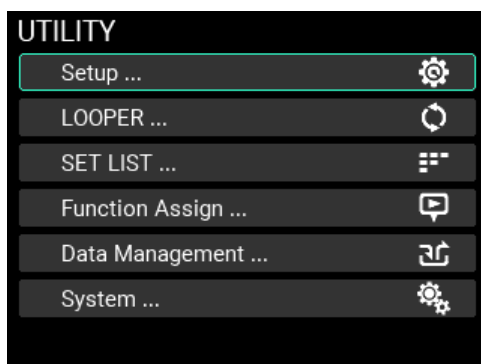 UTILITY
Setup ...
LOOPER ...
SET LIST ...
Function Assign ...
Data Management ...
System ...